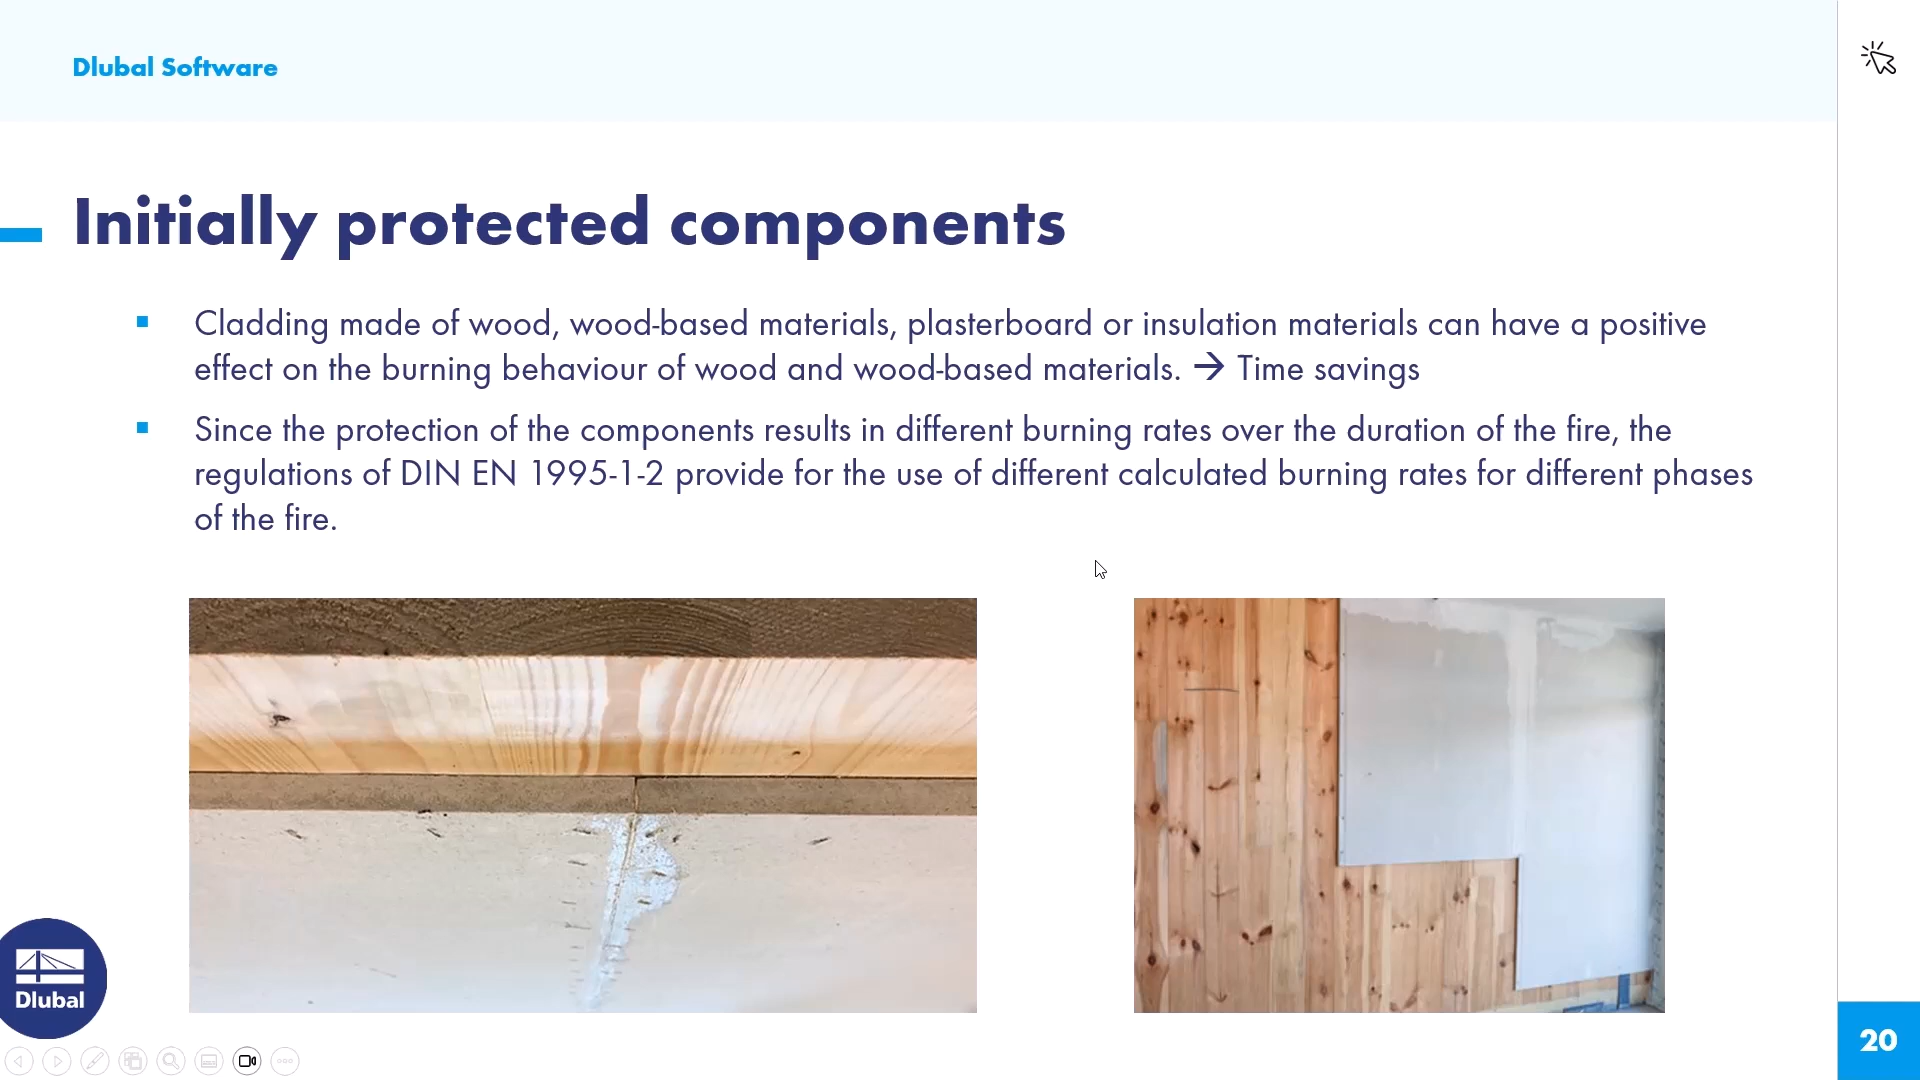 Dlubal Software
Initially protected components
Cladding made of wood, wood-based materials, plasterboard or insulation materials can have a positive
effect on the burning behaviour of wood and wood-based materials. → Time savings
Since the protection of the components results in different burning rates over the duration of the fire, the
regulations of DIN EN 1995-1-2 provide for the use of different calculated burning rates for different phases
of the fire.
Dlubal
20